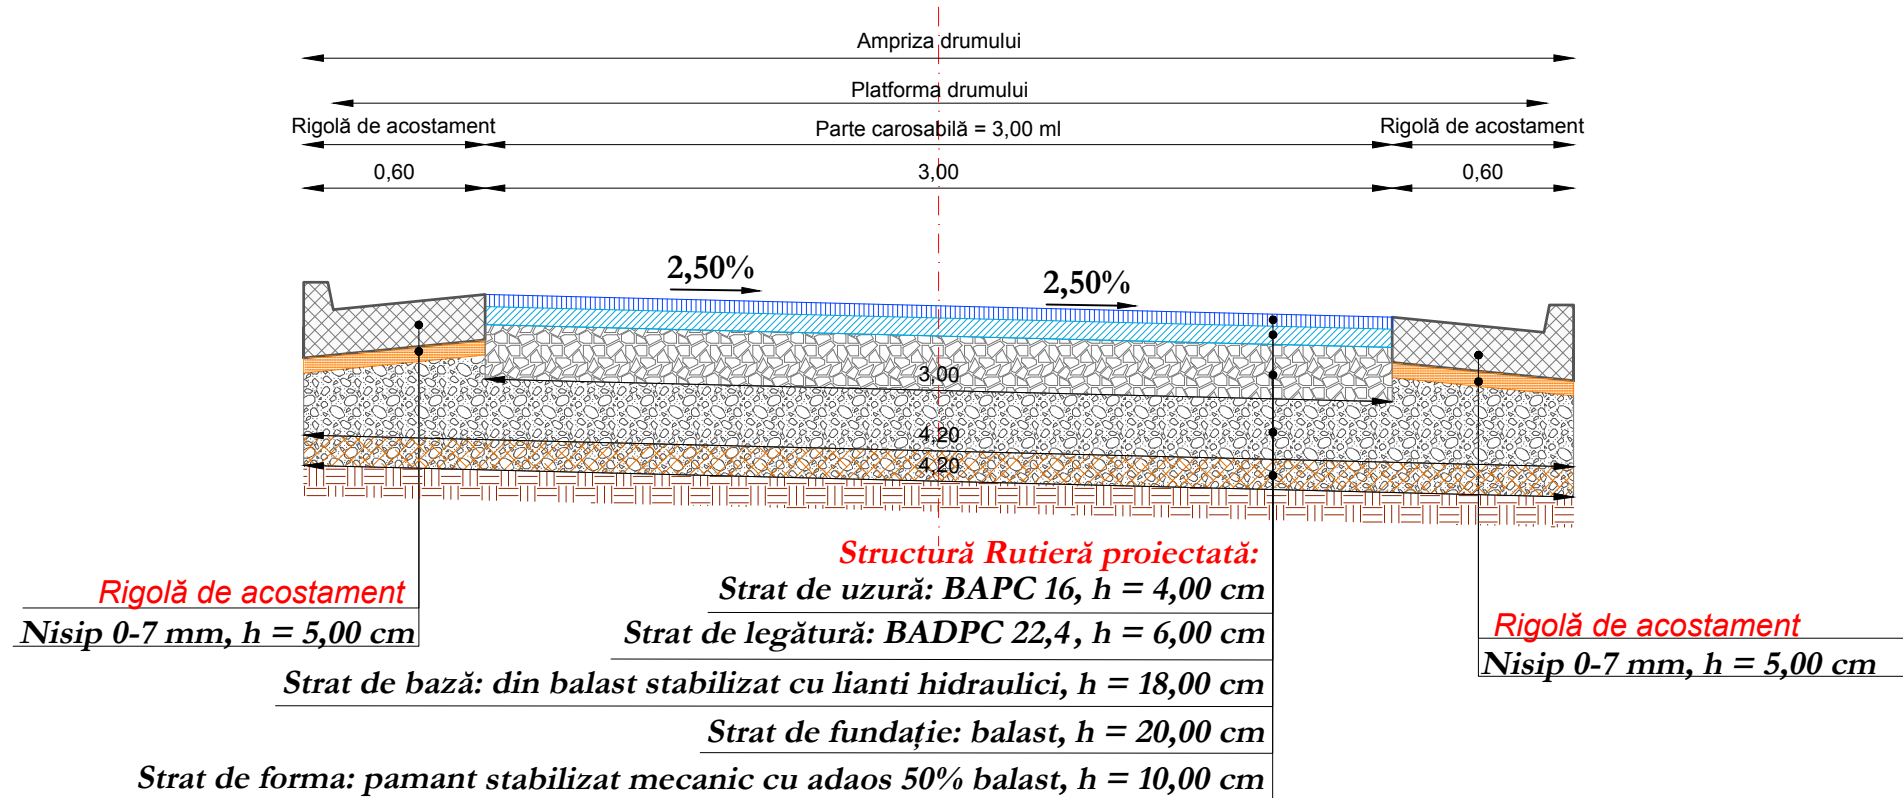 Ampriza drumului
Platforma drumului
Rigolă de acostament
Parte carosabilă = 3,00 ml
Rigolă de acostament
0,60
3,00
0,60
2,50%
2,50%
3,00
4,20
4,20
Structură Rutieră proiectată:
Strat de uzură: BAPC 16, h = 4,00 cm
Strat de legătură: BADPC 22,4, h = 6,00 cm
Strat de bază: din balast stabilizat cu lianti hidraulici, h = 18,00 cm
Strat de fundație: balast, h = 20,00 cm
Strat de forma: pamant stabilizat mecanic cu adaos 50% balast, h = 10,00 cm
Rigolă de acostament
Nisip 0-7 mm, h = 5,00 cm
Rigolă de acostament
Nisip 0-7 mm, h = 5,00 cm